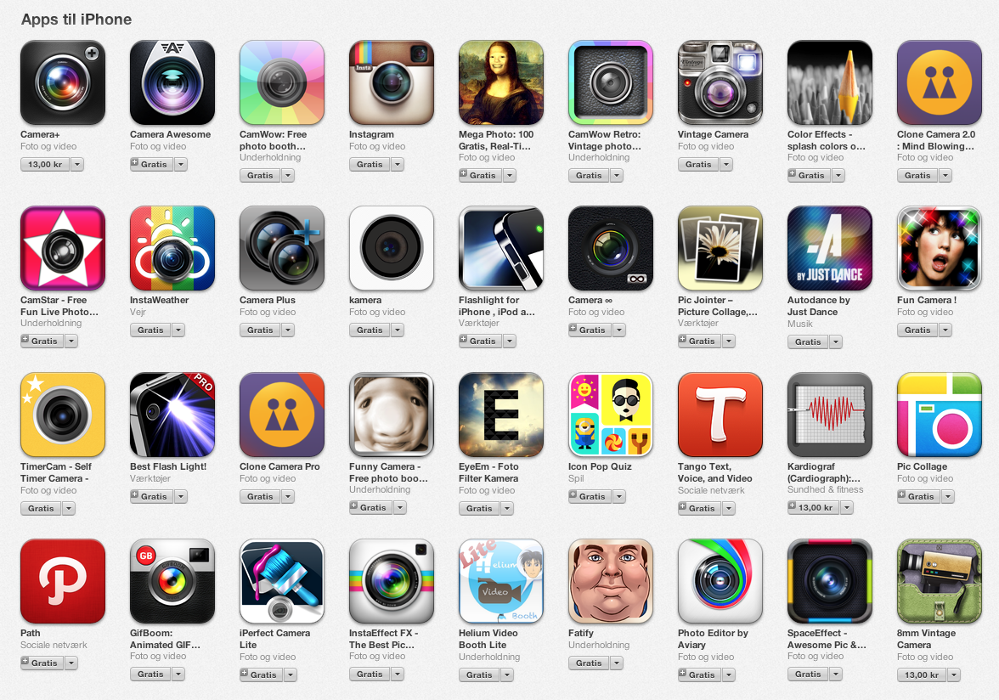 Apps til iPhone
Camera+
Foto og video
13,00 kr
Camera Awesome
Foto og video
Gratis
CamWow: Free
photo booth...
Underholdning
Gratis
Insta
Instagram
Foto og video
Gratis
Mega Photo: 100
Gratis, Real-Ti...
Foto og video
Gratis
CamWow Retro:
Vintage photo...
Underholdning
Gratis
Vintage
Vintage Camera
Foto og video
Gratis
Color Effects -
splash colors o...
Foto og video
Gratis
Clone Camera 2.0
: Mind Blowing...
Foto og video
Gratis
CamStar - Free
Fun Live Photo...
Underholdning
Gratis
InstaWeather
Vejr
Gratis
Camera Plus
Foto og video
Gratis
kamera
Foto og video
Gratis
Flashlight for
iPhone , iPod a...
Værktøjer
Gratis
Camera ∞
Foto og video
Gratis
Pic Jointer –
Picture Collage,...
Værktøjer
Gratis
-A
BY JUST DANCE
Autodance by
Just Dance
Musik
Gratis
Fun Camera !
Foto og video
Gratis
TimerCam - Self
Timer Camera -
Foto og video
Gratis
PRO
Best Flash Light!
Værktøjer
Gratis
Clone Camera Pro
Foto og video
Gratis
Funny Camera -
Free photo boo...
Underholdning
Gratis
E
EyeEm - Foto
Filter Kamera
Foto og video
Gratis
Icon Pop Quiz
Spil
Gratis
T
Tango Text,
Voice, and Video
Sociale netværk
Gratis
Kardiograf
(Cardiograph):...
Sundhed & fitness
13,00 kr
Pic Collage
Foto og video
Gratis
Path
Sociale netværk
Gratis
GB
GIFBOOM
GifBoom:
Animated GIF...
Foto og video
Gratis
iPerfect Camera
Lite
Foto og video
Gratis
InstaEffect FX -
The Best Pic...
Foto og video
Gratis
Lite
Helium
Video
Booth
Helium Video
Booth Lite
Underholdning
Gratis
Fatify
Underholdning
Gratis
Photo Editor by
Aviary
Foto og video
Gratis
SpaceEffect -
Awesome Pic &...
Foto og video
Gratis
8mm Vintage
Camera
Foto og video
13,00 kr